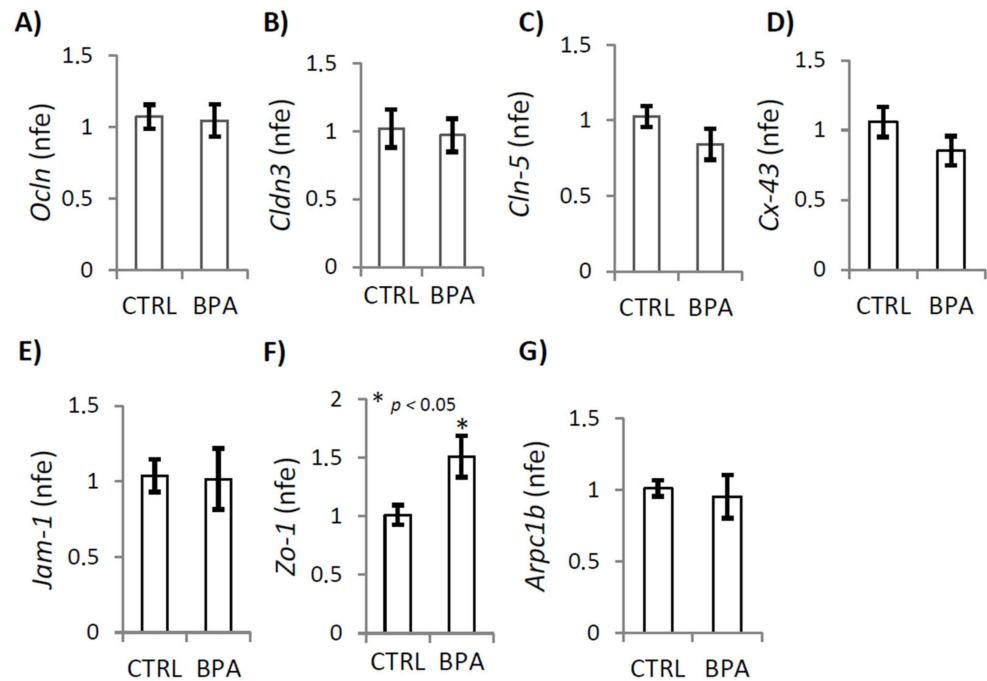 A)
Ocln (nfe)
1.5
1
0.5
0
CTRL BPA
B)
Cldn3 (nfe)
1.5
1
0.5
0
CTRL BPA
C)
Cln-5 (nfe)
1.5
1
0.5
0
CTRL BPA
D)
Cx-43 (nfe)
1.5
1
0.5
0
CTRL BPA
E)
Jam-1 (nfe)
1.5
1
0.5
0
CTRL BPA
F)
Zo-1 (nfe)
2
1.5
1
0.5
0
* p < 0.05
*
CTRL BPA
G)
Arpc1b (nfe)
1.5
1
0.5
0
CTRL BPA